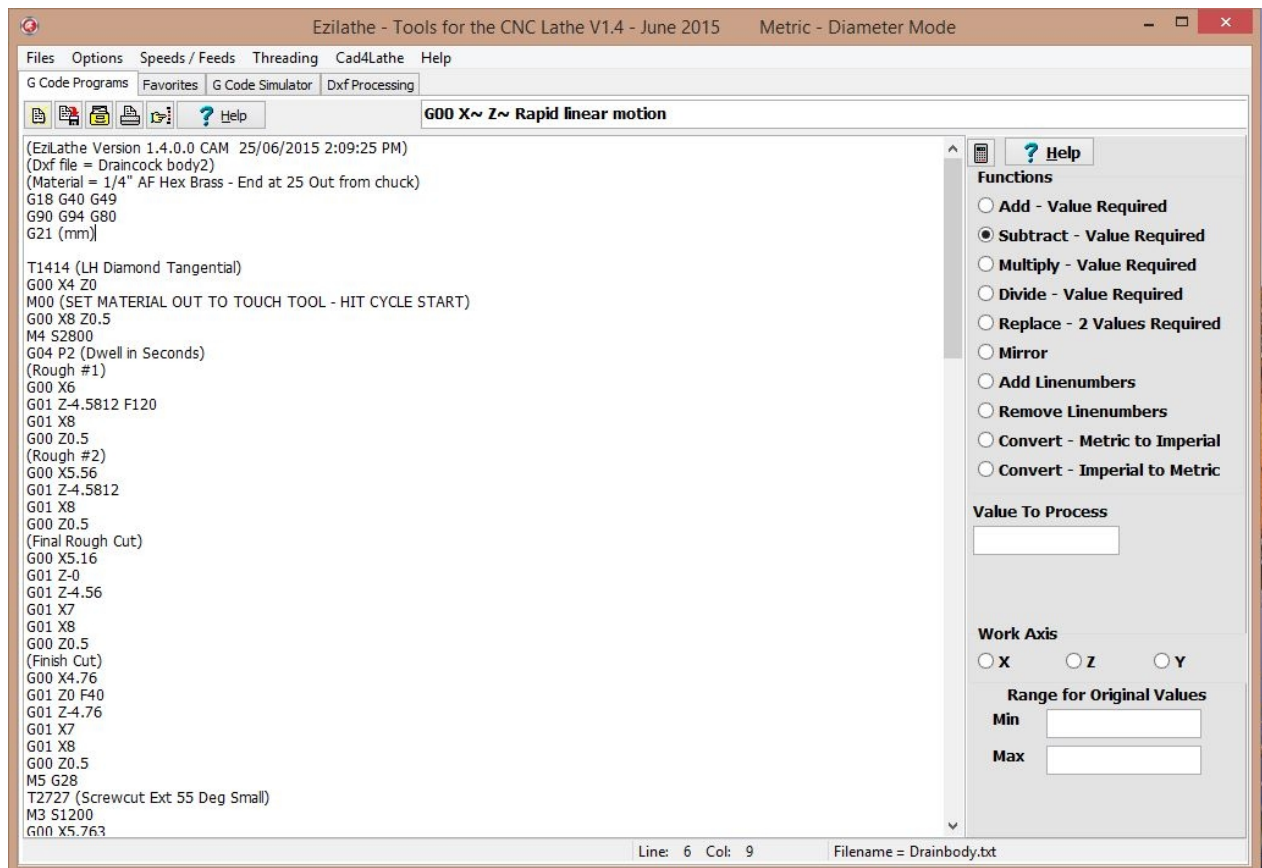 Ezilathe - Tools for the CNC Lathe V1.4 - June 2015 Metric - Diameter Mode
Files Options Speeds / Feeds Threading Cad4Lathe Help
G Code Programs Favorites G Code Simulator Dxf Processing
? Help
G00 X~ Z~ Rapid linear motion
(EziLathe Version 1.4.0.0 CAM 25/06/2015 2:09:25 PM)
(Dxf file = Draincock body2)
(Material = 1/4" AF Hex Brass - End at 25 Out from chuck)
G18 G40 G49
G90 G94 G80
G21 (mm)
T1414 (LH Diamond Tangential)
G00 X4 Z0
M00 (SET MATERIAL OUT TO TOUCH TOOL - HIT CYCLE START)
G00 X8 Z0.5
M4 S2800
G04 P2 (Dwell in Seconds)
(Rough #1)
G00 X6
G01 Z-4.5812 F120
G01 X8
G00 Z0.5
(Rough #2)
G00 X5.56
G01 Z-4.5812
G01 X8
G00 Z0.5
(Final Rough Cut)
G00 X5.16
G01 Z-0
G01 Z-4.56
G01 X7
G01 X8
G00 Z0.5
(Finish Cut)
G00 X4.76
G01 Z0 F40
G01 Z-4.76
G01 X7
G01 X8
G00 Z0.5
M5 G28
T2727 (Screwcut Ext 55 Deg Small)
M3 S1200
G00 X5.763
? Help
Functions
Add - Value Required
Subtract - Value Required
Multiply - Value Required
Divide - Value Required
Replace - 2 Values Required
Mirror
Add Linenumbers
Remove Linenumbers
Convert - Metric to Imperial
Convert - Imperial to Metric
Value To Process
Work Axis
X Z Y
Range for Original Values
Min
Max
Line: 6 Col: 9 Filename = Drainbody.txt